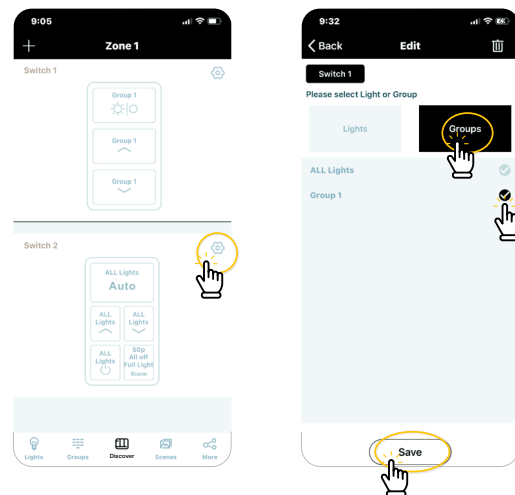 9:05
Zone 1
Switch 1
Group 1
Group 1
Group 1
Switch 2
ALL Lights
Auto
ALL
Lights
ALL
Lights
ALL
Lights
50p
All off
Full Light
Scene
Lights
Groups
Discover
Scenes
More
9:32
Back
Edit
Switch 1
Please select Light or Group
Lights
Groups
ALL Lights
Group 1
Save